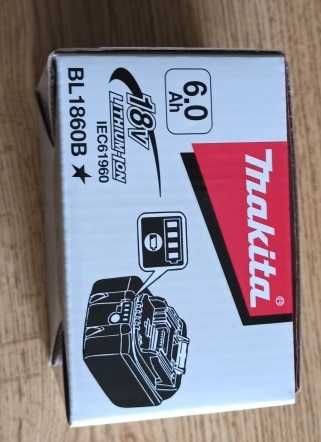 BL1860B ★
18V
LITHIUM-ION
IEC61960
6.0
Ah
makita®